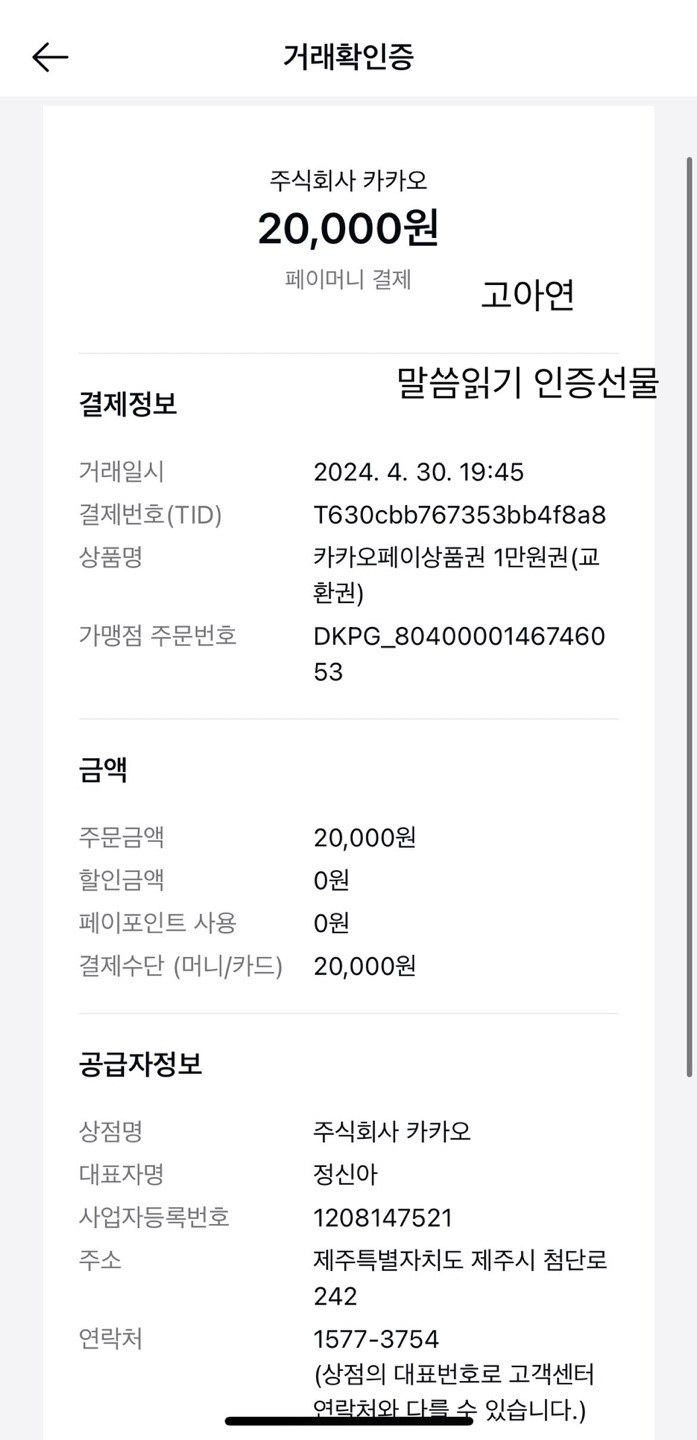 거래확인증
주식회사 카카오
20,000원
페이머니 결제
고아연
말씀읽기 인증선물
결제정보
거래일시 2024. 4. 30. 19:45
결제번호(TID) T630cbb767353bb4f8a8
상품명 카카오페이상품권 1만원권(교
환권)
가맹점 주문번호 DKPG_80400001467460
53
금액
주문금액 20,000원
할인금액 0원
페이포인트 사용 0원
결제수단 (머니/카드) 20,000원
공급자정보
상점명 주식회사 카카오
대표자명 정신아
사업자등록번호 1208147521
주소 제주특별자치도 제주시 첨단로
242
연락처 1577-3754
(상점의 대표번호로 고객센터
연락처와 다를 수 있습니다.)